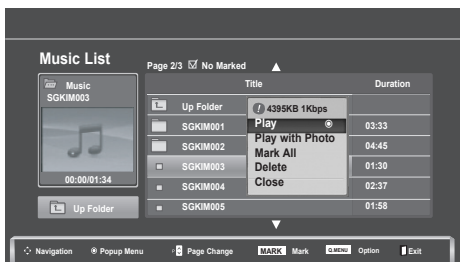 Music List
Page 2/3 ☑ No Marked
Music
SGKIM003
00:00/01:34
Up Folder
Title Duration
Up Folder
SGKIM001 03:33
SGKIM002 04:45
SGKIM003 01:30
SGKIM004 02:37
SGKIM005 01:58
4395KB 1Kbps
Play
Play with Photo
Mark All
Delete
Close
Navigation Popup Menu Page Change MARK Mark Q.MENU Option Exit